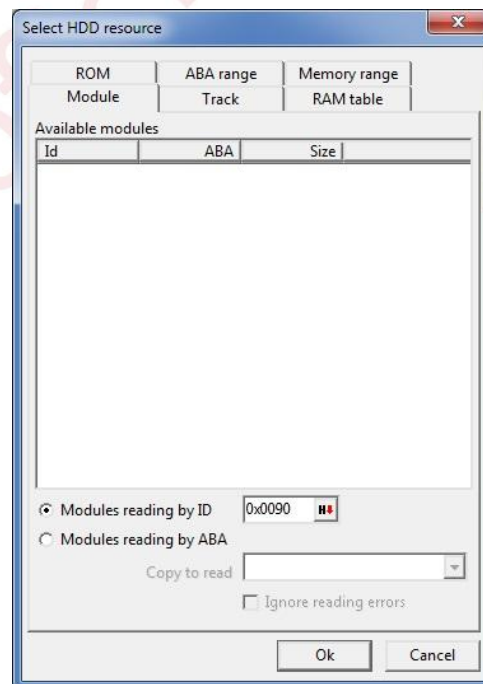 Select HDD resource
ROM ABA range Memory range
Module Track RAM table
Available modules
Id ABA Size
Modules reading by ID 0x0090 H
Modules reading by ABA
Copy to read
Ignore reading errors
Ok Cancel